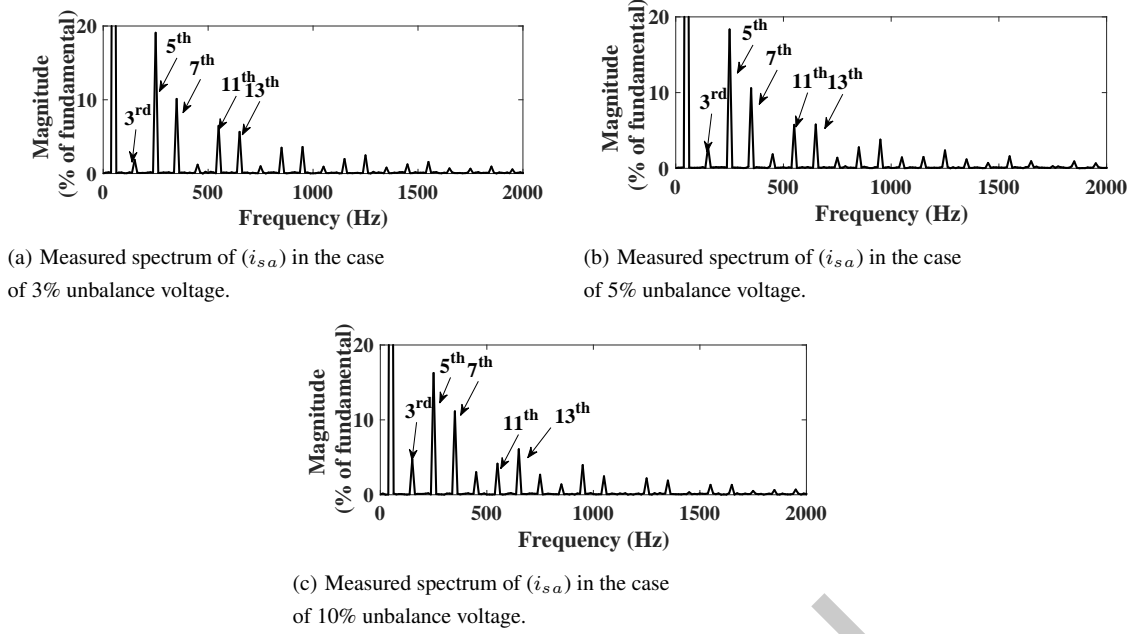 20
10
0
0 500 1000 1500 2000
Magnitude
(% of fundamental)
Frequency (Hz)
3rd
5th
7th
11th
13th
(a) Measured spectrum of (isa) in the case
of 3% unbalance voltage.
20
10
0
0 500 1000 1500 2000
Magnitude
(% of fundamental)
Frequency (Hz)
3rd
5th
7th
11th
13th
(b) Measured spectrum of (isa) in the case
of 5% unbalance voltage.
20
10
0
0 500 1000 1500 2000
Magnitude
(% of fundamental)
Frequency (Hz)
3rd
5th
7th
11th
13th
(c) Measured spectrum of (isa) in the case
of 10% unbalance voltage.